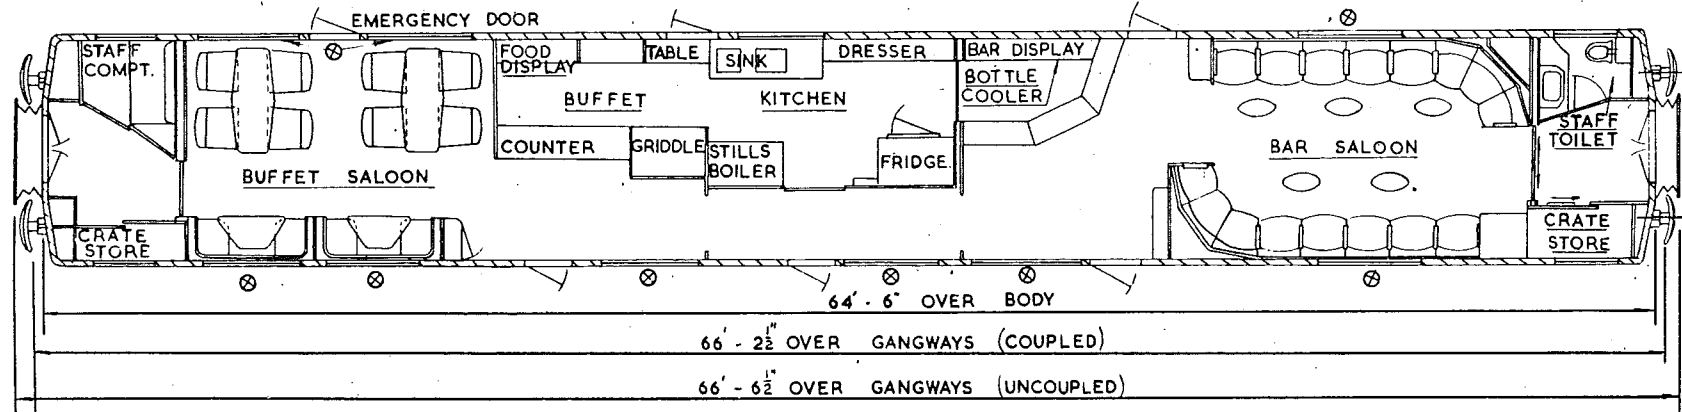 EMERGENCY DOOR
STAFF
COMPT.
FOOD
DISPLAY
TABLE
SINK
DRESSER
BAR DISPLAY
BOTTLE
COOLER
BUFFET
KITCHEN
COUNTER
GRIDDLE
STILLS
BOILER
FRIDGE.
BUFFET SALOON
BAR SALOON
STAFF
TOILET
CRATE
STORE
CRATE
STORE
64' - 6" OVER BODY
66' - 2½" OVER GANGWAYS (COUPLED)
66' - 6½" OVER GANGWAYS (UNCOUPLED)